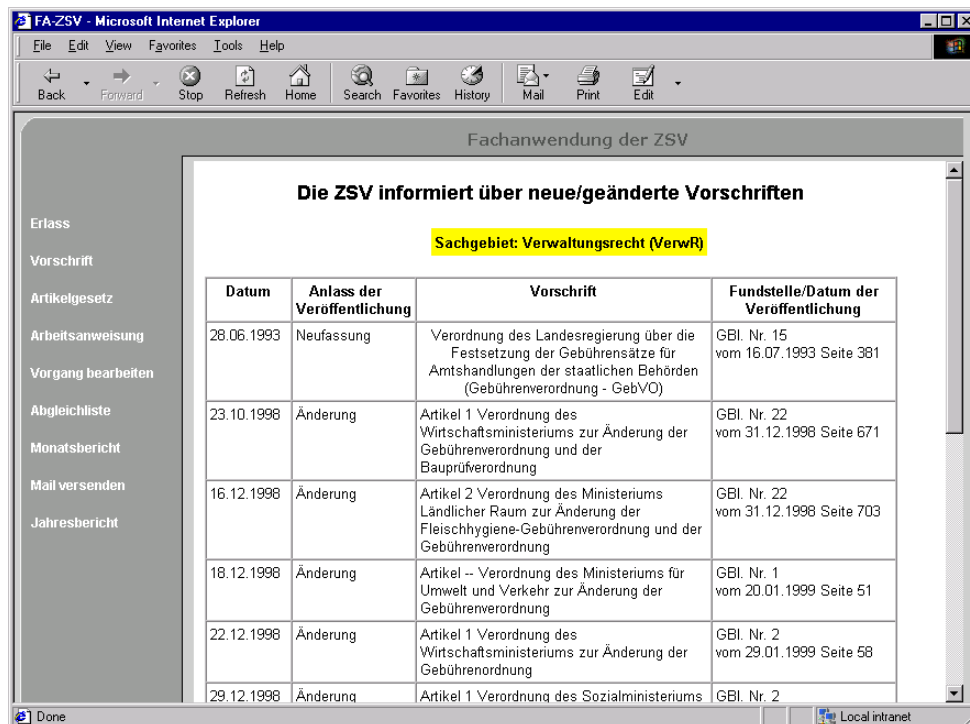 FA-ZSV - Microsoft Internet Explorer
File Edit View Favorites Tools Help
Back Forward Stop Refresh Home Search Favorites History Mail Print Edit
Fachanwendung der ZSV
Erlass
Vorschrift
Artikelgesetz
Arbeitsanweisung
Vorgang bearbeiten
Abgleichliste
Monatsbericht
Mail versenden
Jahresbericht
Die ZSV informiert über neue/geänderte Vorschriften
Sachgebiet: Verwaltungsrecht (VerwR)
Datum
Anlass der
Veröffentlichung
Vorschrift
Fundstelle/Datum der
Veröffentlichung
28.06.1993
Neufassung
Verordnung des Landesregierung über die
Festsetzung der Gebührensätze für
Amtshandlungen der staatlichen Behörden
(Gebührenverordnung - GebVO)
GBl. Nr. 15
vom 16.07.1993 Seite 381
23.10.1998
Änderung
Artikel 1 Verordnung des
Wirtschaftsministeriums zur Änderung der
Gebührenverordnung und der
Bauprüfverordnung
GBl. Nr. 22
vom 31.12.1998 Seite 671
16.12.1998
Änderung
Artikel 2 Verordnung des Ministeriums
Ländlicher Raum zur Änderung der
Fleischhygiene-Gebührenverordnung und der
Gebührenverordnung
GBl. Nr. 22
vom 31.12.1998 Seite 703
18.12.1998
Änderung
Artikel -- Verordnung des Ministeriums für
Umwelt und Verkehr zur Änderung der
Gebührenverordnung
GBl. Nr. 1
vom 20.01.1999 Seite 51
22.12.1998
Änderung
Artikel 1 Verordnung des
Wirtschaftsministeriums zur Änderung der
Gebührenordnung
GBl. Nr. 2
vom 29.01.1999 Seite 58
29.12.1998
Änderung
Artikel 1 Verordnung des Sozialministeriums
GBl. Nr. 2
Done
Local intranet